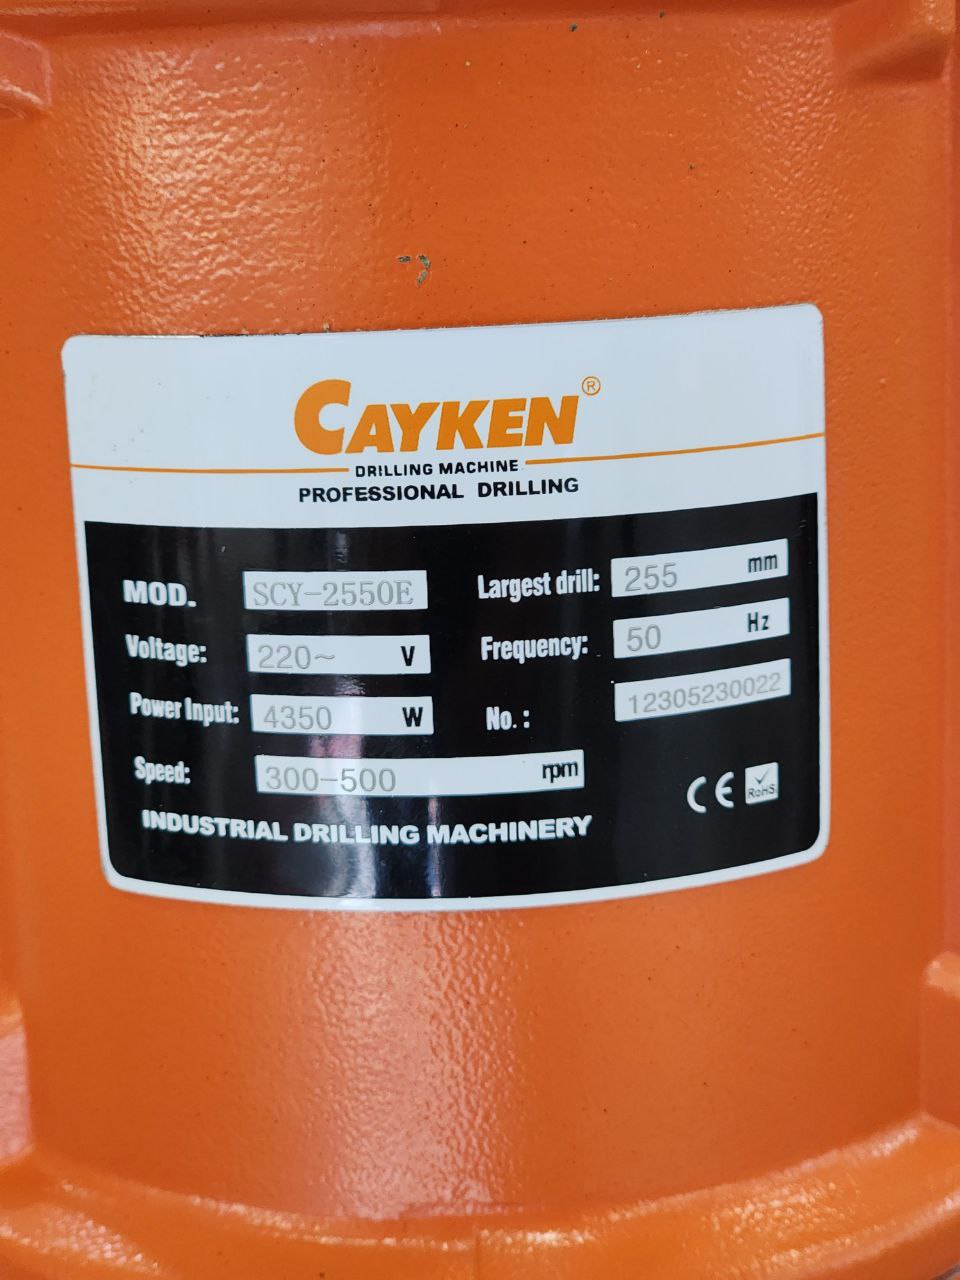 CAYKEN®
DRILLING MACHINE
PROFESSIONAL DRILLING
MOD. SCY-2550E
Largest drill: 255 mm
Voltage: 220~ V
Frequency: 50 Hz
Power Input: 4350 W
No.: 12305230022
Speed: 300-500 rpm
CE RoHS
INDUSTRIAL DRILLING MACHINERY